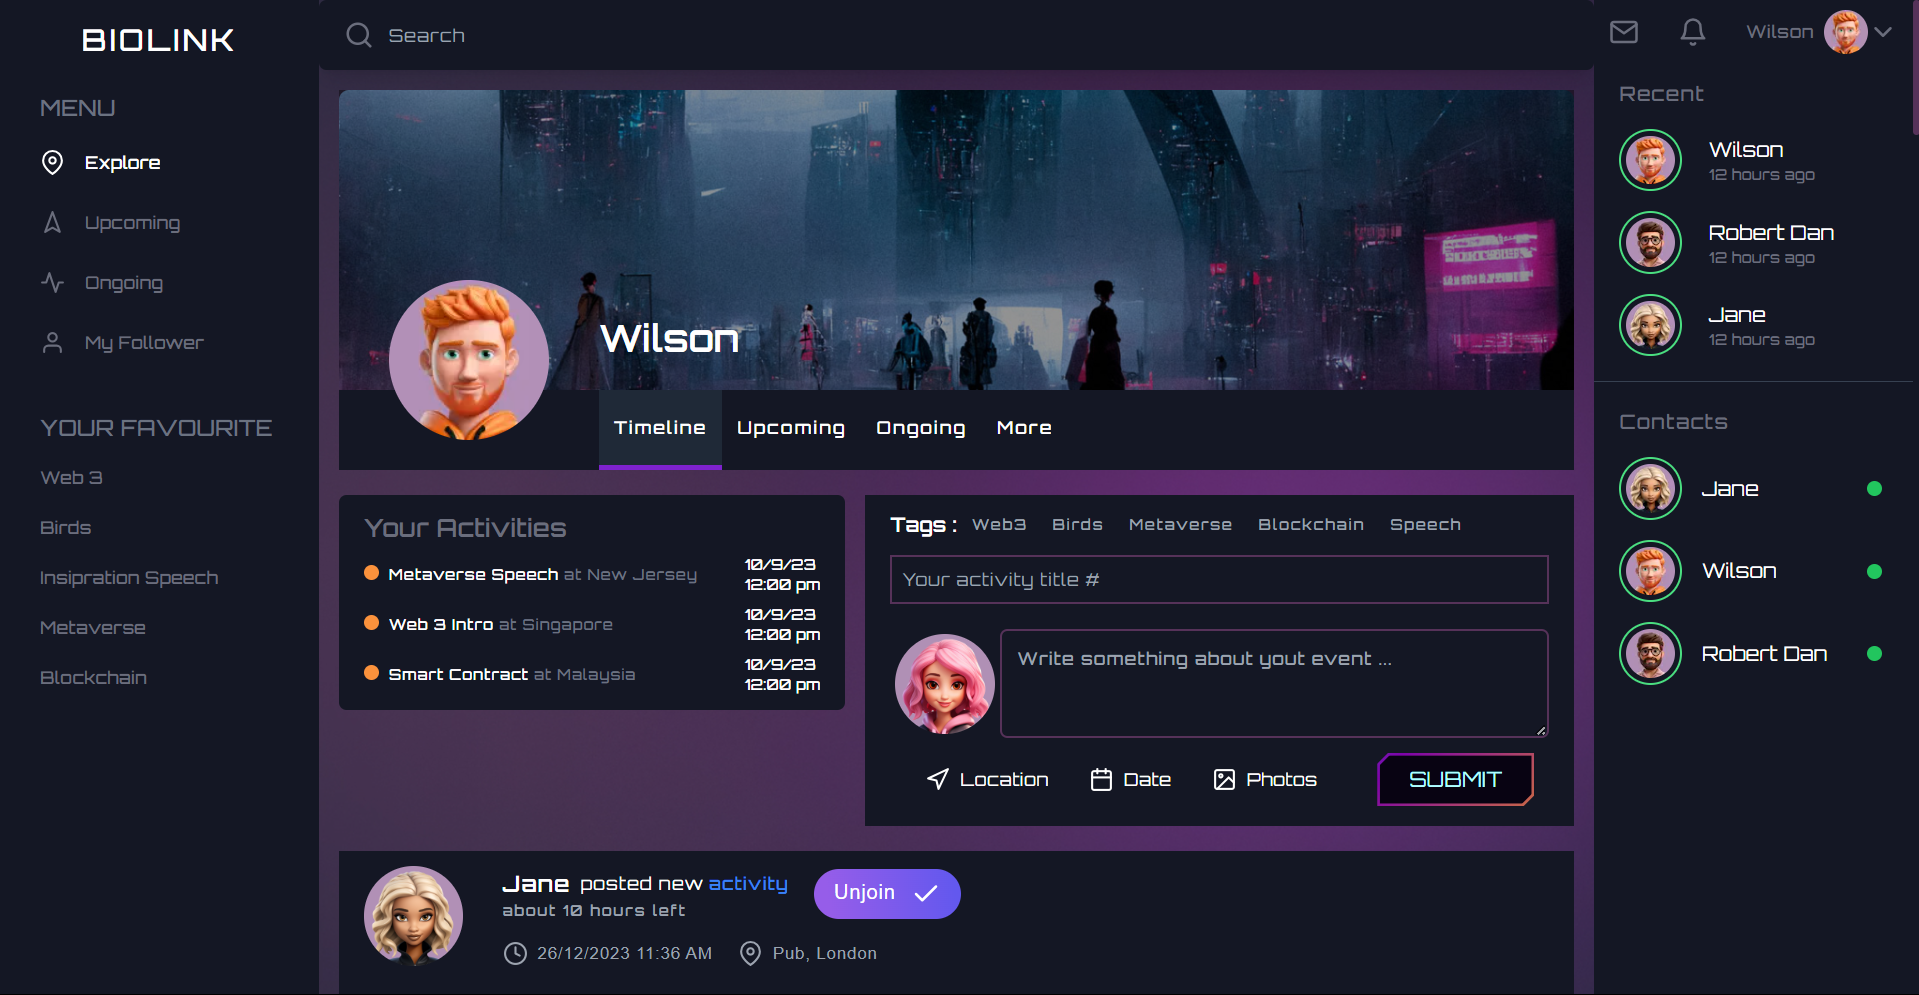 BIOLINK
MENU
Explore
Upcoming
Ongoing
My Follower
YOUR FAVOURITE
Web 3
Birds
Insipration Speech
Metaverse
Blockchain
Search
Wilson
Timeline Upcoming Ongoing More
Your Activities
Metaverse Speech at New Jersey 10/9/23
12:00 pm
Web 3 Intro at Singapore 10/9/23
12:00 pm
Smart Contract at Malaysia 10/9/23
12:00 pm
Tags : Web3 Birds Metaverse Blockchain Speech
Your activity title #
Write something about yout event ...
Location Date Photos SUBMIT
Jane posted new activity Unjoin
about 10 hours left
26/12/2023 11:36 AM Pub, London
Wilson
Recent
Wilson
12 hours ago
Robert Dan
12 hours ago
Jane
12 hours ago
Contacts
Jane
Wilson
Robert Dan